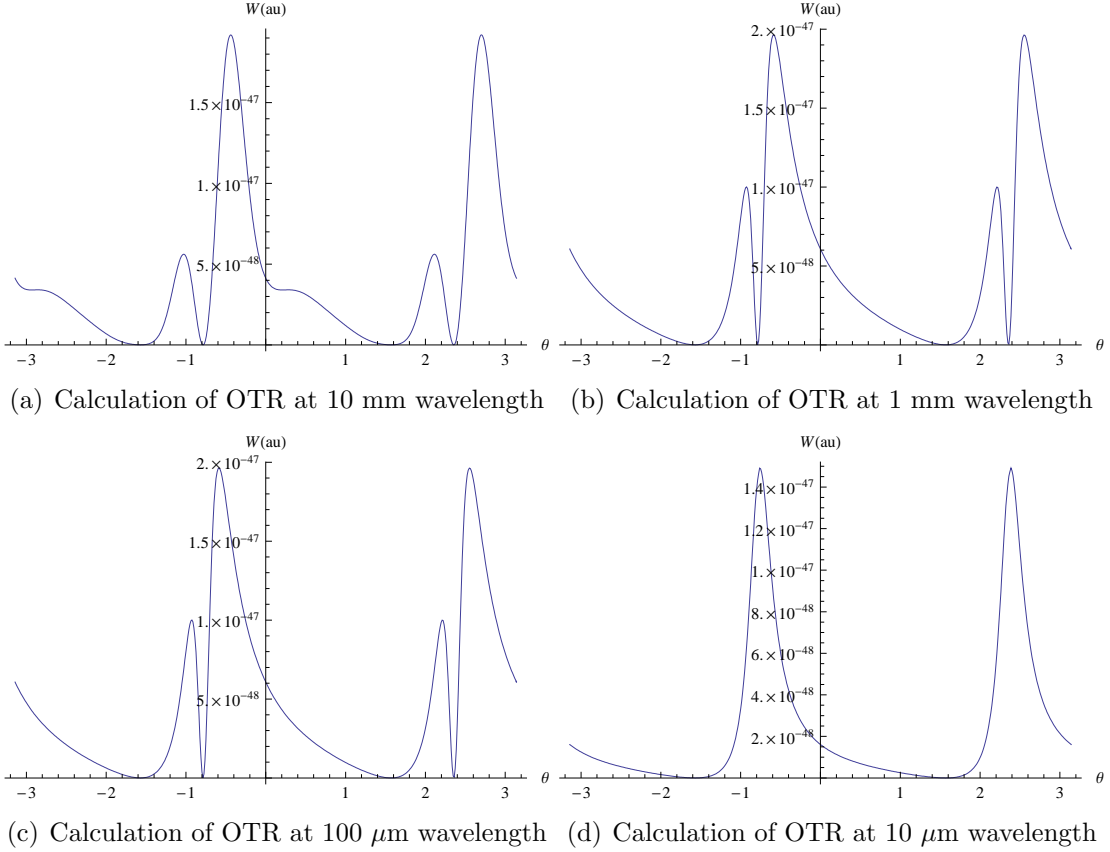 W(au)
1.5×10⁻⁴⁷
1.×10⁻⁴⁷
5.×10⁻⁴⁸
−3 −2 −1 1 2 3 θ
(a) Calculation of OTR at 10 mm wavelength
W(au)
2.×10⁻⁴⁷
1.5×10⁻⁴⁷
1.×10⁻⁴⁷
5.×10⁻⁴⁸
−3 −2 −1 1 2 3 θ
(b) Calculation of OTR at 1 mm wavelength
W(au)
2.×10⁻⁴⁷
1.5×10⁻⁴⁷
1.×10⁻⁴⁷
5.×10⁻⁴⁸
−3 −2 −1 1 2 3 θ
(c) Calculation of OTR at 100 μm wavelength
W(au)
1.4×10⁻⁴⁷
1.2×10⁻⁴⁷
1.×10⁻⁴⁷
8.×10⁻⁴⁸
6.×10⁻⁴⁸
4.×10⁻⁴⁸
2.×10⁻⁴⁸
−3 −2 −1 1 2 3 θ
(d) Calculation of OTR at 10 μm wavelength